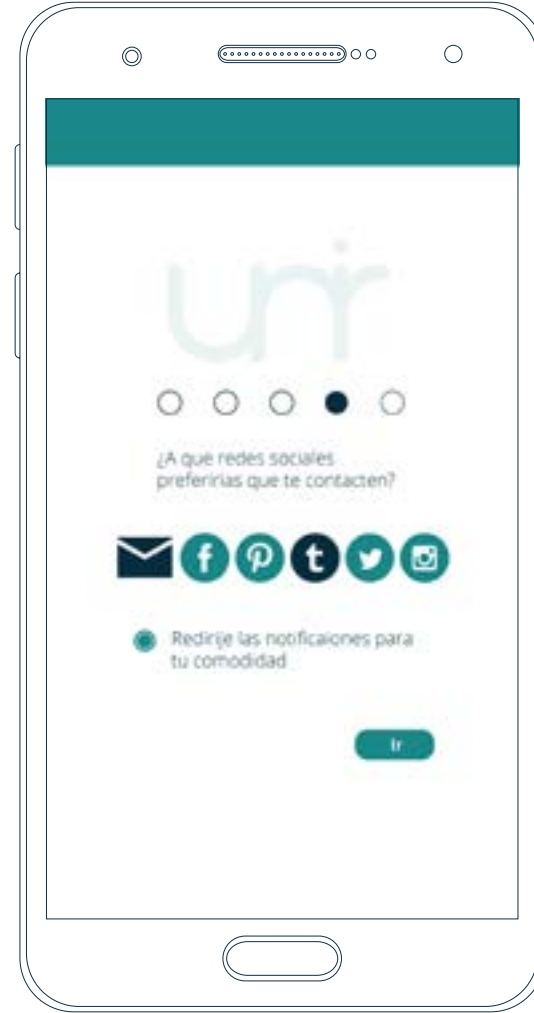 unir
¿A que redes sociales
preferirias que te contacten?
Redirije las notificaiones para
tu comodidad
Ir